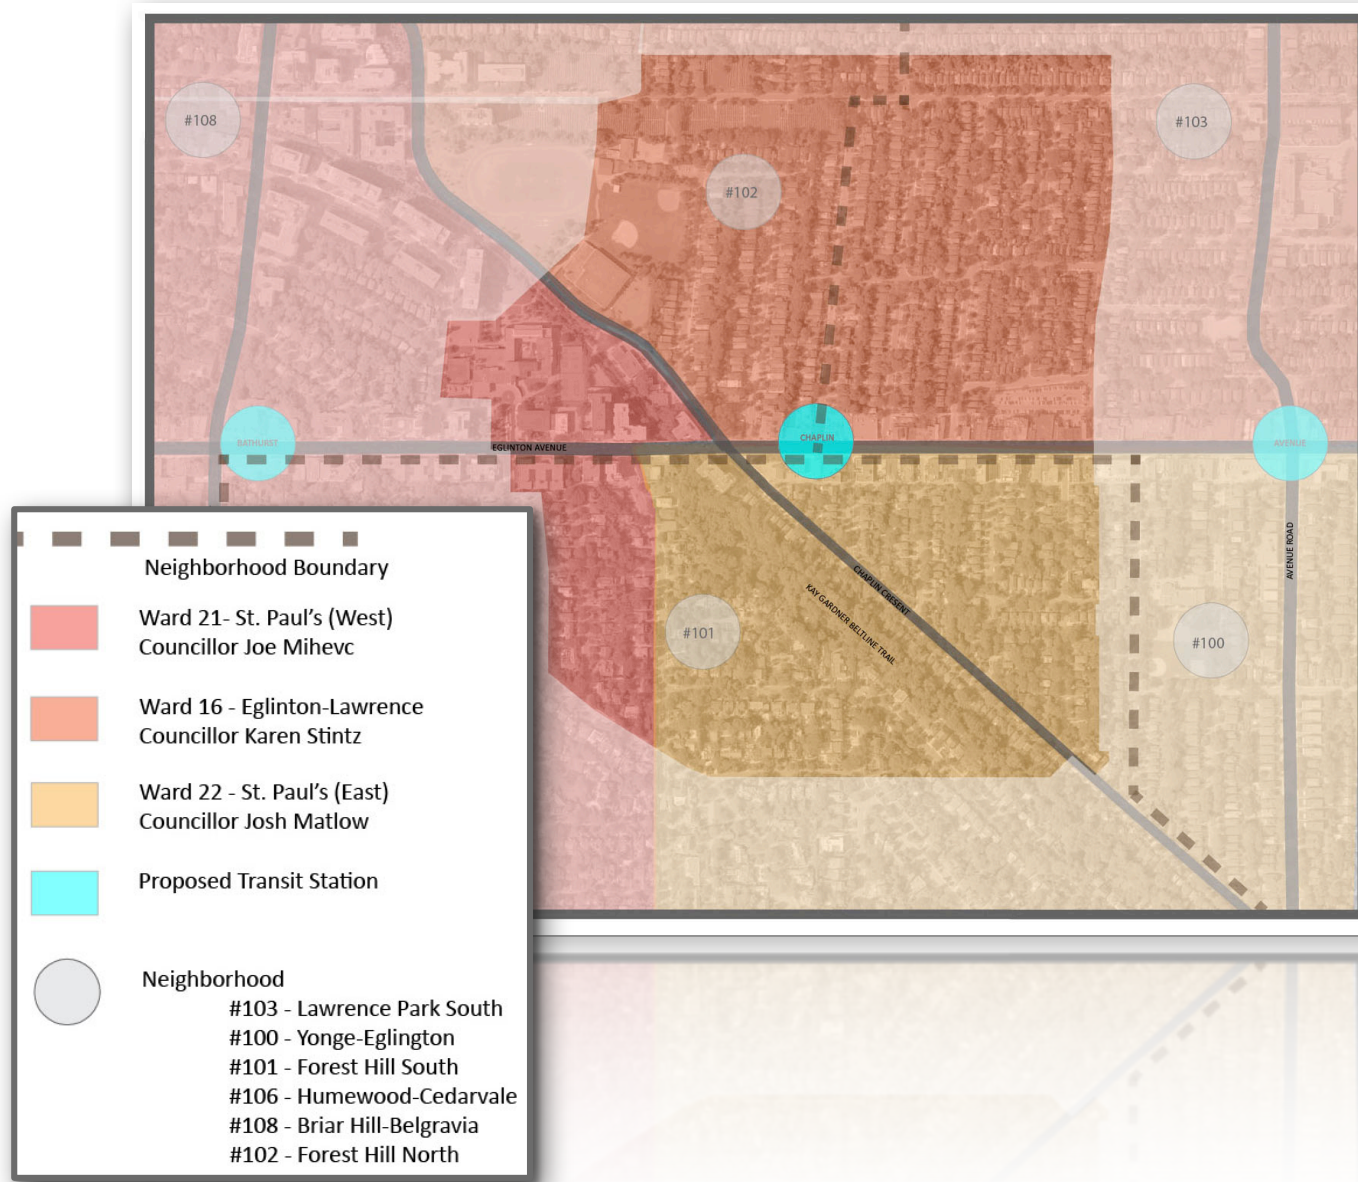 #108
#103
#102
BATHURST
CHAPLIN
AVENUE
EGLINTON AVENUE
AVENUE ROAD
CHAPLIN CRESENT
KAY GARDNER BELTLINE TRAIL
#101
#100
Neighborhood Boundary
Ward 21- St. Paul's (West)
Councillor Joe Mihevc
Ward 16 - Eglinton-Lawrence
Councillor Karen Stintz
Ward 22 - St. Paul's (East)
Councillor Josh Matlow
Proposed Transit Station
Neighborhood
#103 - Lawrence Park South
#100 - Yonge-Eglington
#101 - Forest Hill South
#106 - Humewood-Cedarvale
#108 - Briar Hill-Belgravia
#102 - Forest Hill North